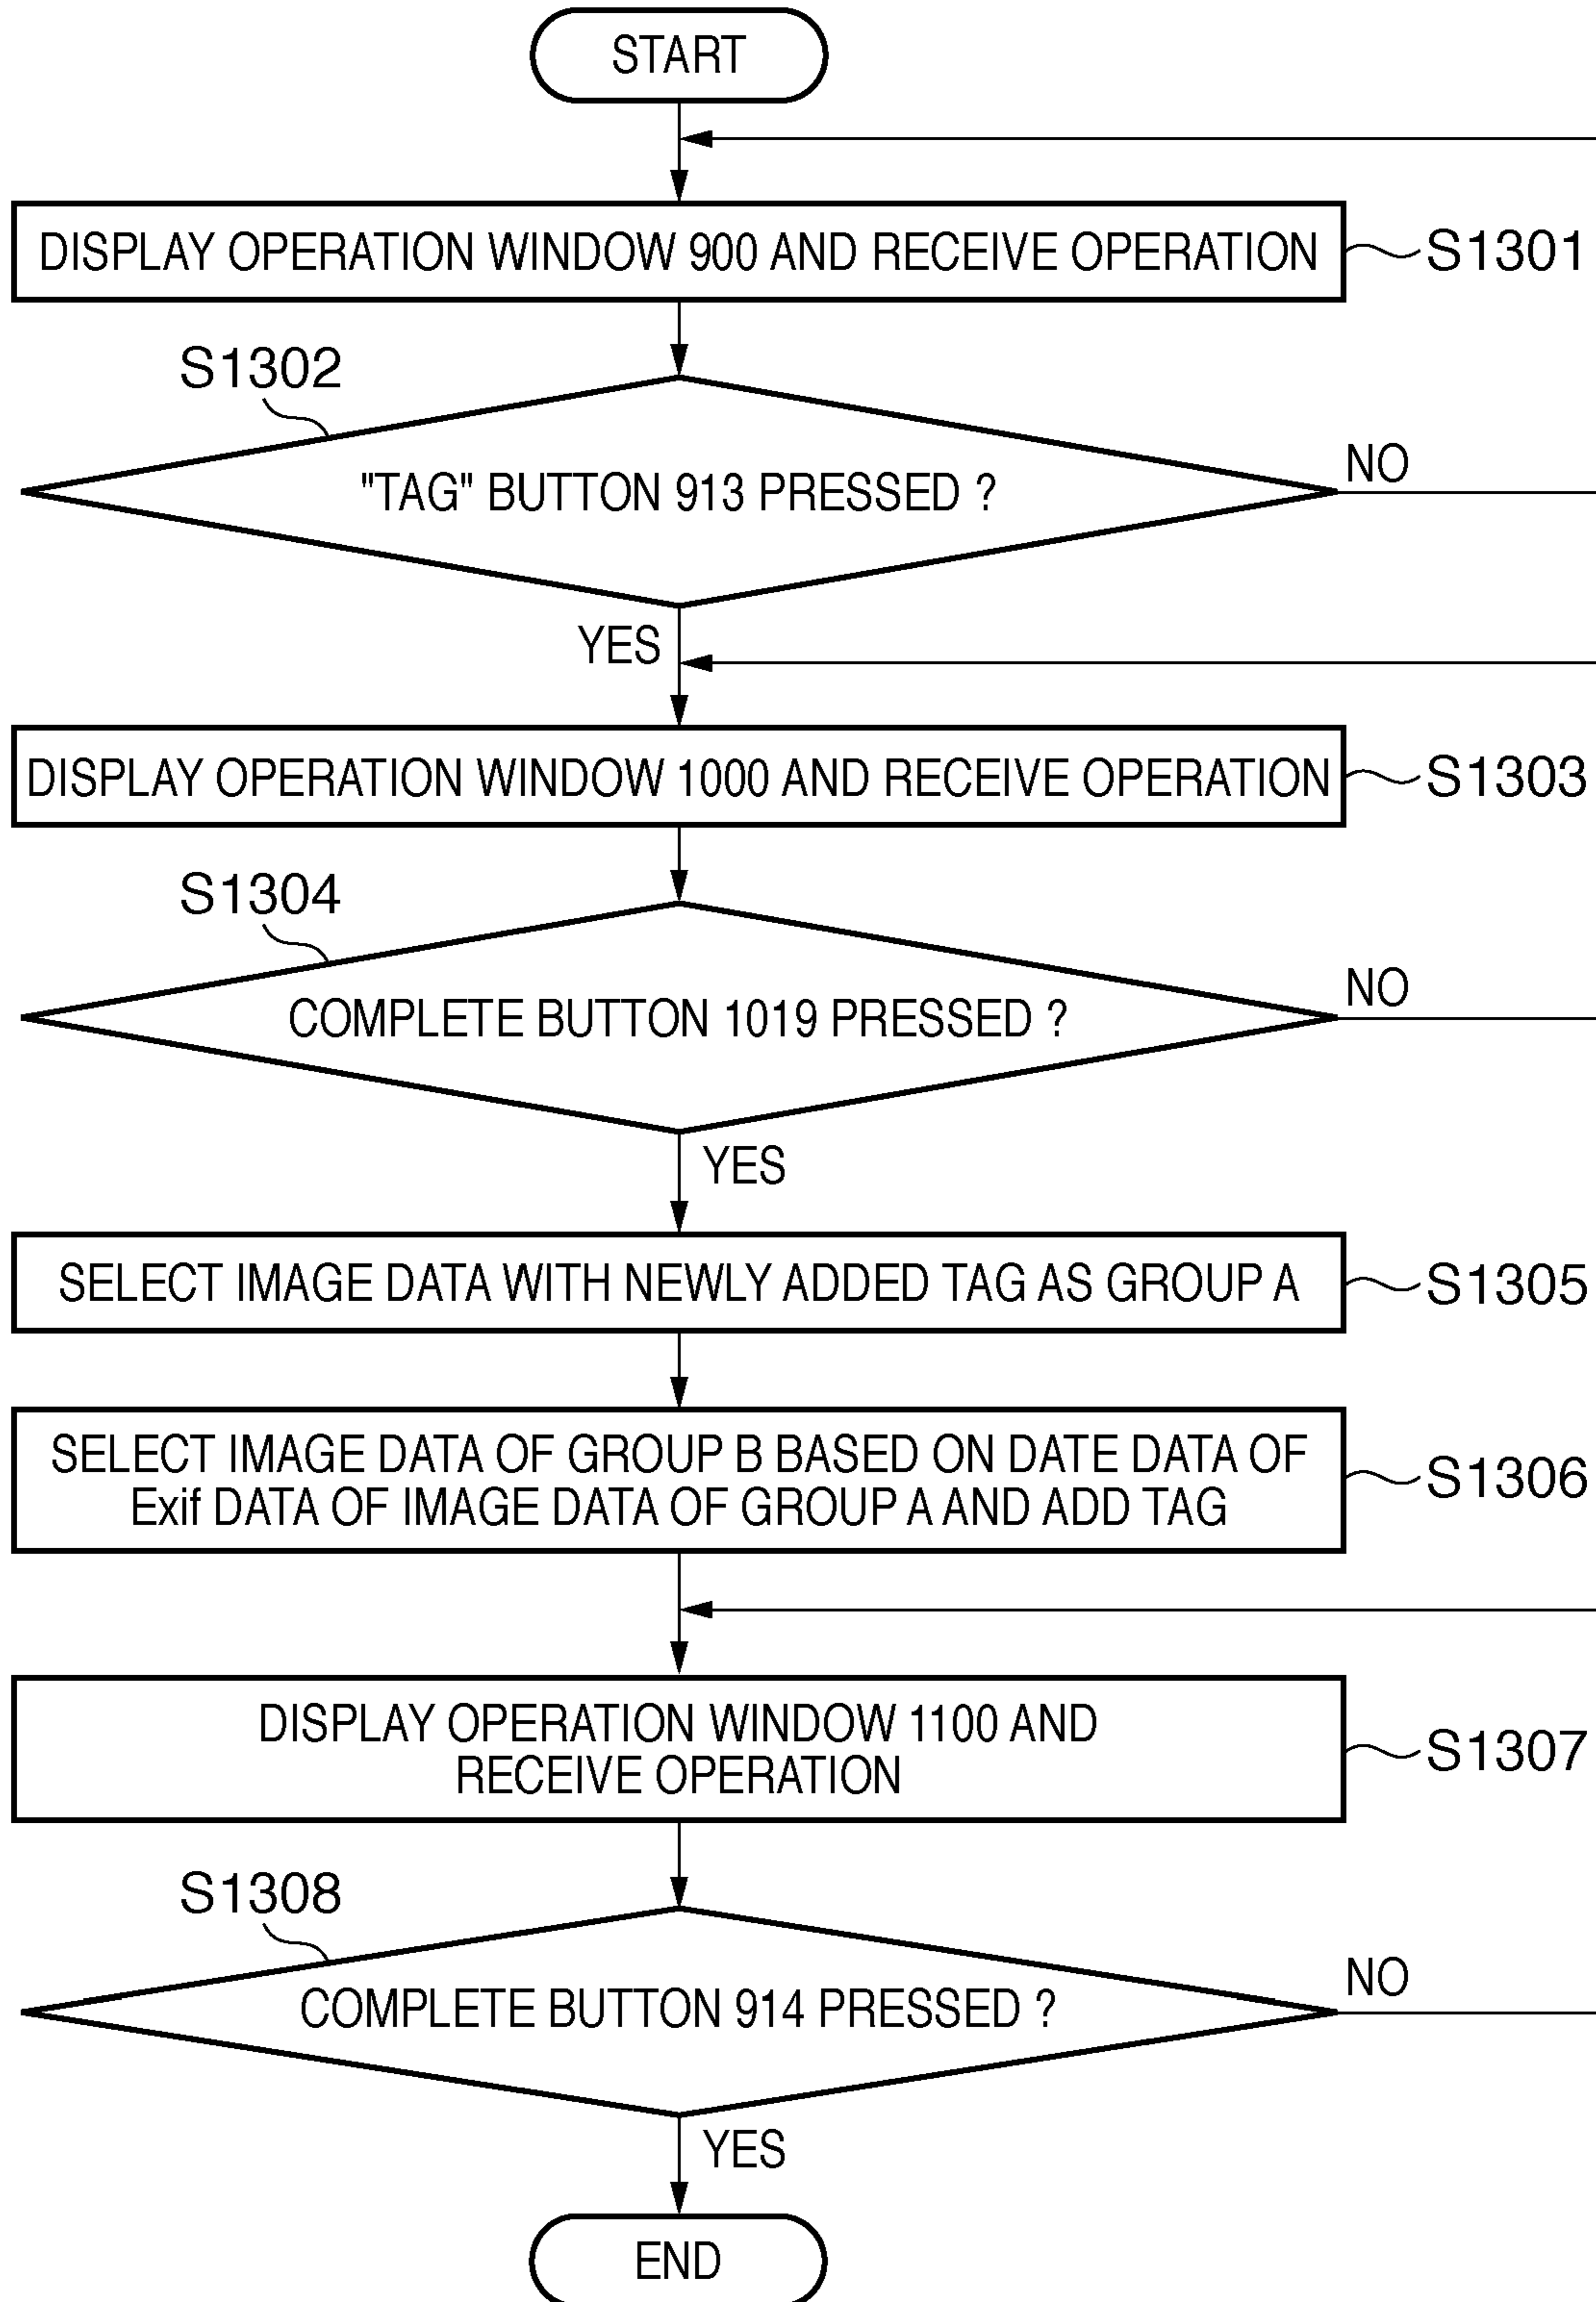 START
DISPLAY OPERATION WINDOW 900 AND RECEIVE OPERATION
S1301
S1302
"TAG" BUTTON 913 PRESSED ?
NO
YES
DISPLAY OPERATION WINDOW 1000 AND RECEIVE OPERATION
S1303
S1304
COMPLETE BUTTON 1019 PRESSED ?
NO
YES
SELECT IMAGE DATA WITH NEWLY ADDED TAG AS GROUP A
S1305
SELECT IMAGE DATA OF GROUP B BASED ON DATE DATA OF
Exif DATA OF IMAGE DATA OF GROUP A AND ADD TAG
S1306
DISPLAY OPERATION WINDOW 1100 AND
RECEIVE OPERATION
S1307
S1308
COMPLETE BUTTON 914 PRESSED ?
NO
YES
END